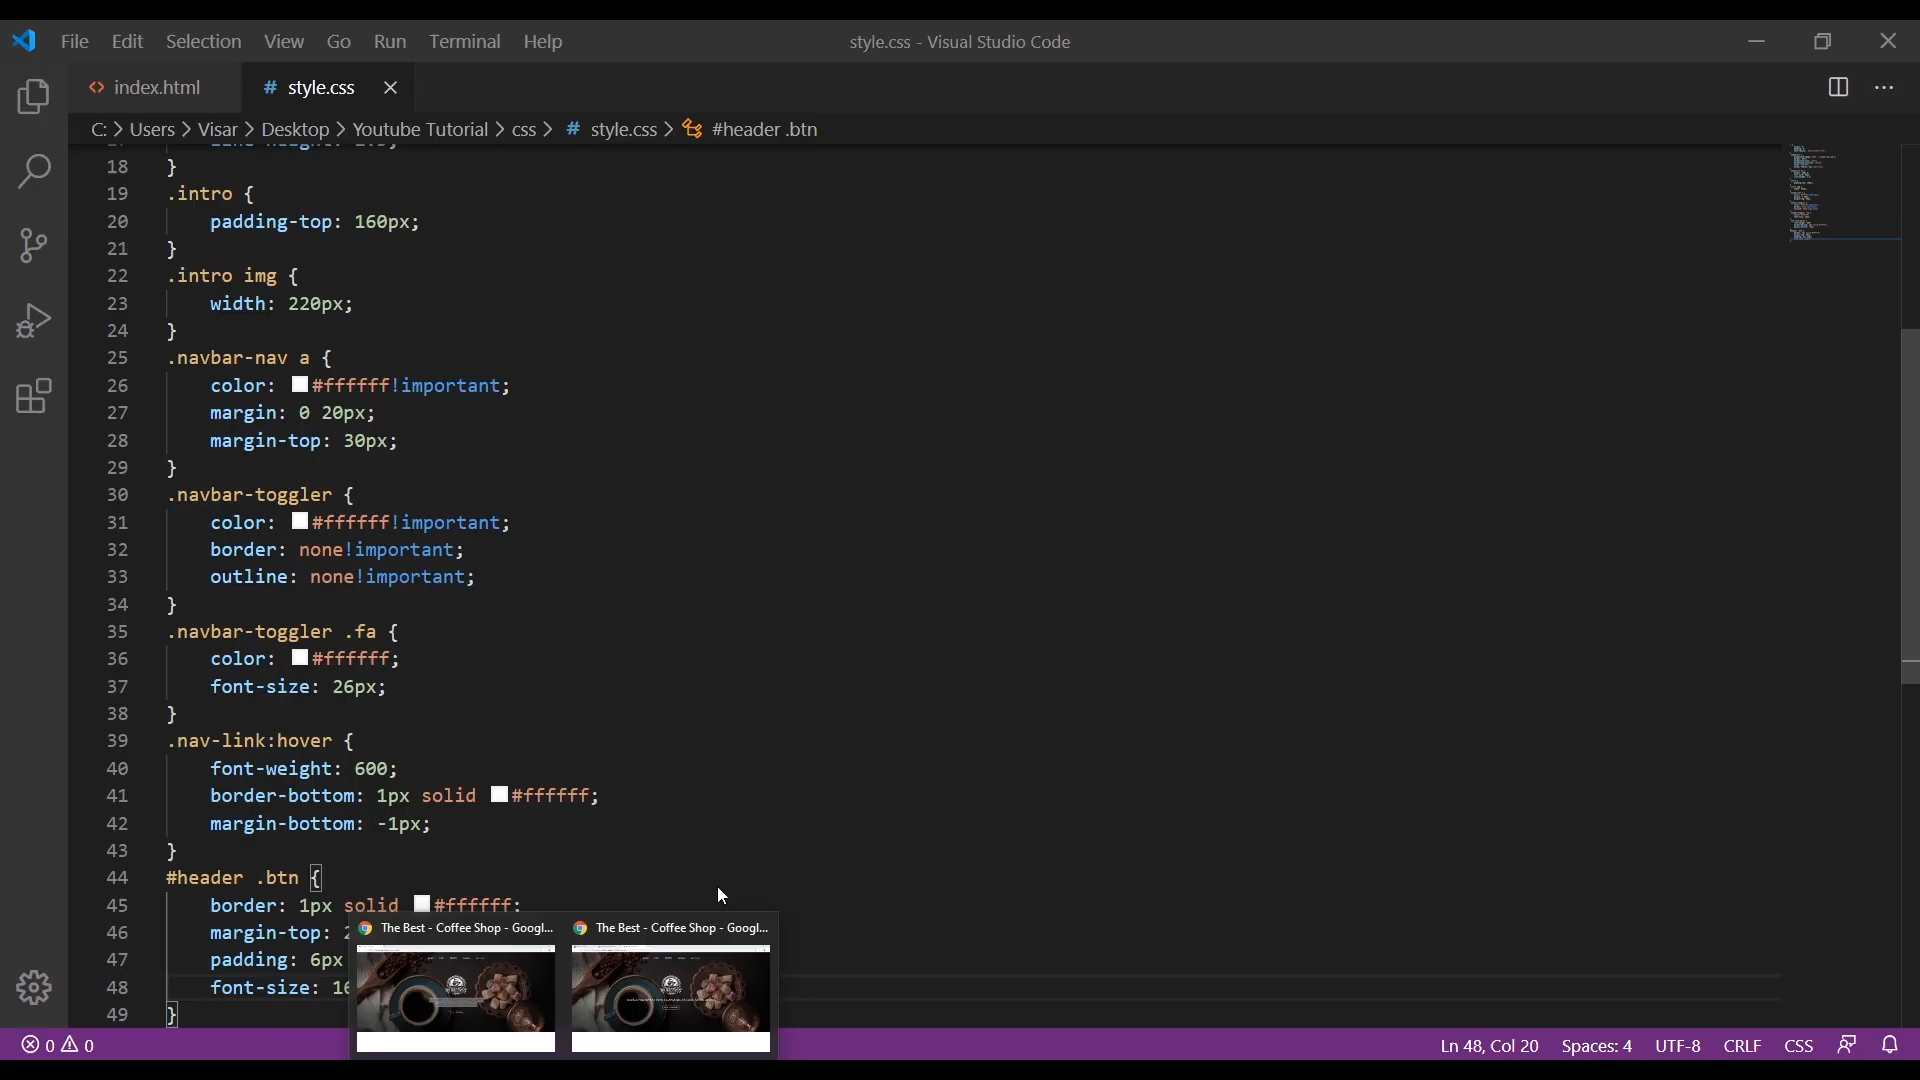 File Edit Selection View Go Run Terminal Help
style.css - Visual Studio Code
<> index.html
# style.css
C: > Users > Visar > Desktop > Youtube Tutorial > css > # style.css > #header .btn
18 }
19 .intro {
20 padding-top: 160px;
21 }
22 .intro img {
23 width: 220px;
24 }
25 .navbar-nav a {
26 color: #ffffff!important;
27 margin: 0 20px;
28 margin-top: 30px;
29 }
30 .navbar-toggler {
31 color: #ffffff!important;
32 border: none!important;
33 outline: none!important;
34 }
35 .navbar-toggler .fa {
36 color: #ffffff;
37 font-size: 26px;
38 }
39 .nav-link:hover {
40 font-weight: 600;
41 border-bottom: 1px solid #ffffff;
42 margin-bottom: -1px;
43 }
44 #header .btn {
45 border: 1px solid #ffffff;
46 margin-top:
47 padding: 6px
48 font-size:
49 }
The Best - Coffee Shop - Googl...
The Best - Coffee Shop - Googl...
0 0
Ln 48, Col 20 Spaces: 4 UTF-8 CRLF CSS